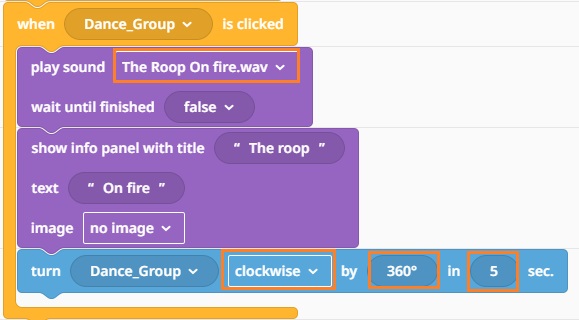 when Dance_Group is clicked
play sound The Roop On fire.wav
wait until finished false
show info panel with title “ The roop ”
text “ On fire ”
image no image
turn Dance_Group clockwise by 360° in 5 sec.